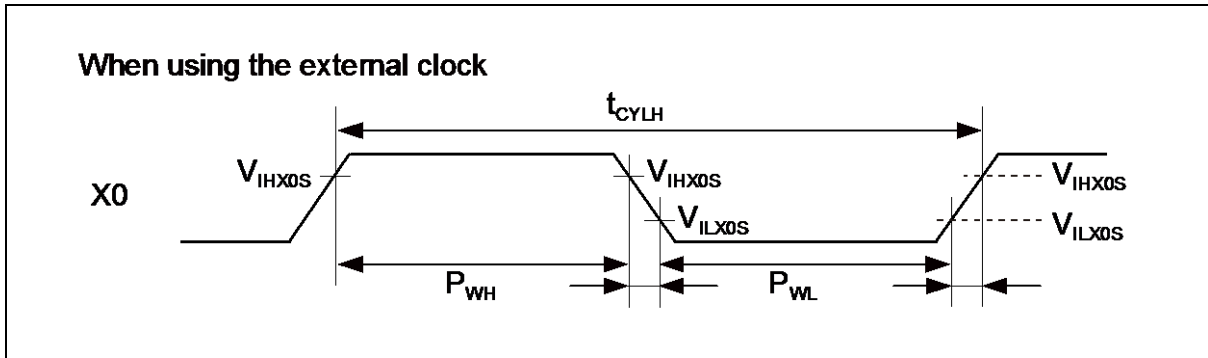 When using the external clock
tCYLH
VIHX0S
VIHX0S
VIHX0S
X0
VILX0S
VILX0S
PWH
PWL